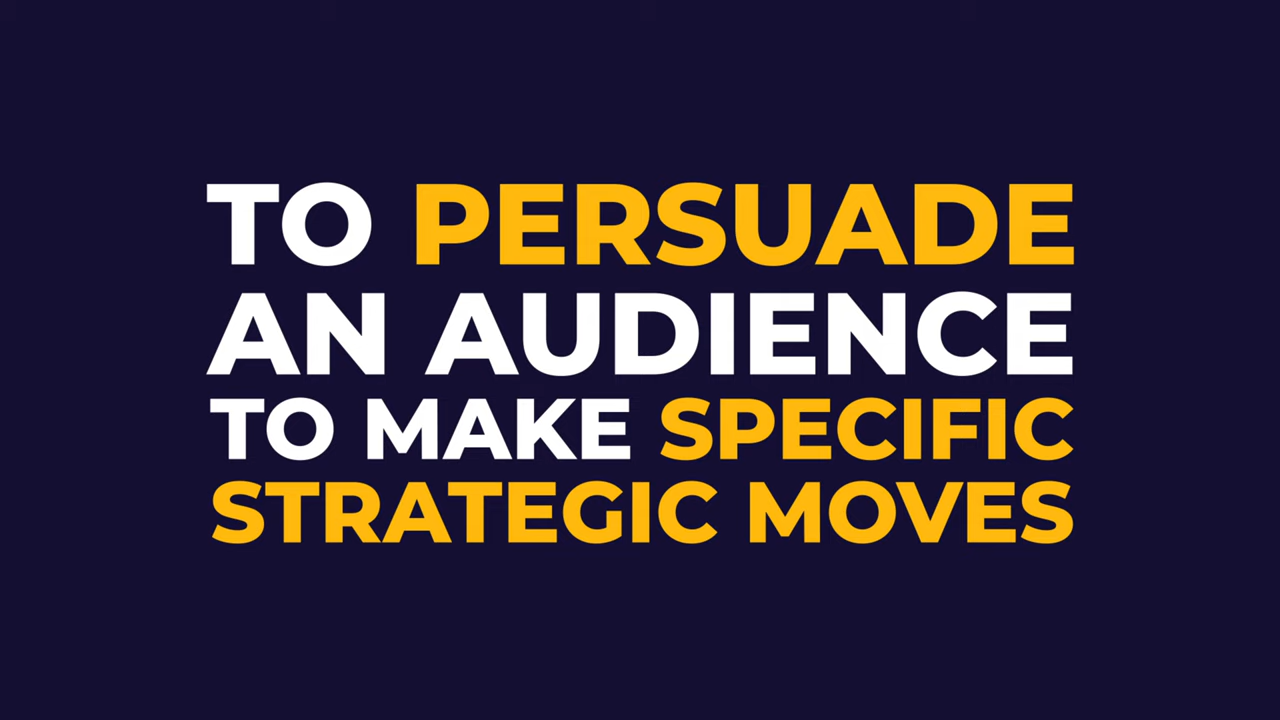 TO PERSUADE
AN AUDIENCE
TO MAKE SPECIFIC
STRATEGIC MOVES